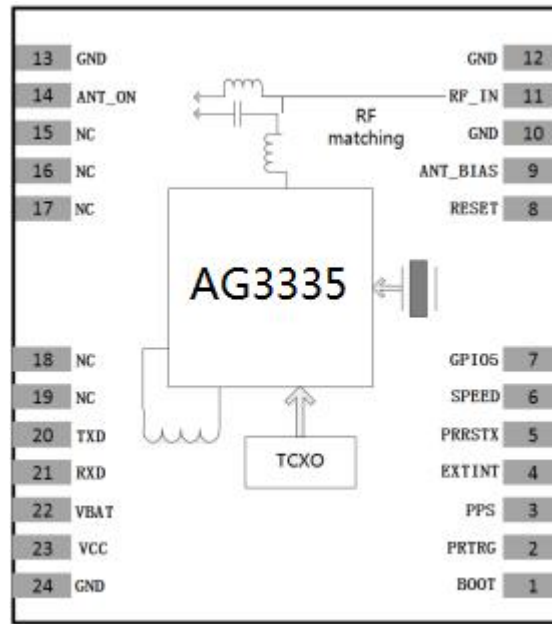 13 GND GND 12
14 ANT_ON RF_IN 11
15 NC RF matching GND 10
16 NC ANT_BIAS 9
17 NC RESET 8
AG3335
18 NC GPIO5 7
19 NC SPEED 6
20 TXD PRRSTX 5
21 RXD TCXO EXTINT 4
22 VBAT PPS 3
23 VCC PRTRG 2
24 GND BOOT 1